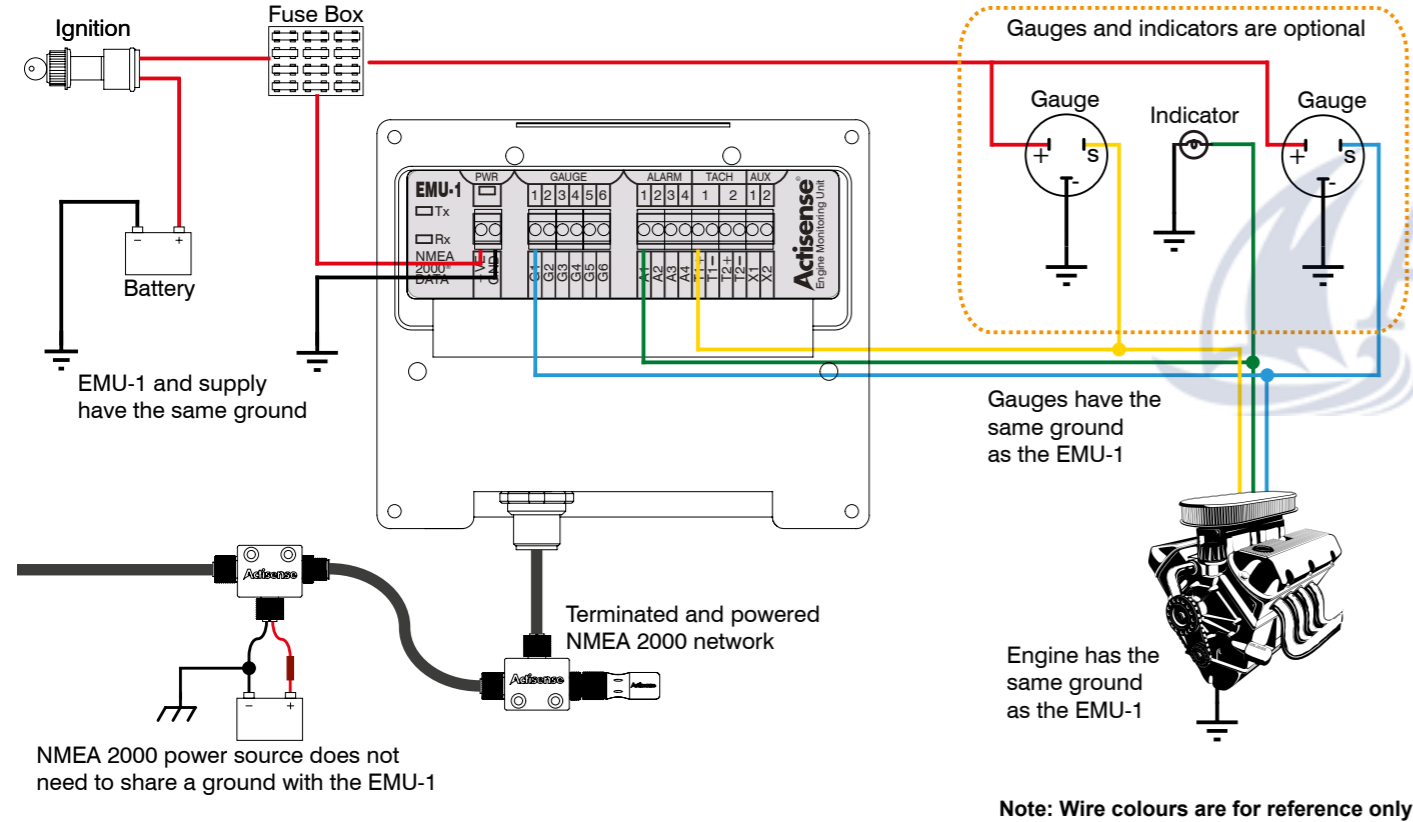 Ignition
Fuse Box
Gauges and indicators are optional
Gauge
Indicator
Gauge
+ S
-
+ S
-
EMU-1
PWR
GAUGE
ALARM
TACH
AUX
1 2 3 4 5 6
1 2 3 4
1 2
1 2
Tx
Rx
NMEA
2000®
DATA
+VE
GND
G1
G2
G3
G4
G5
G6
A1
A2
A3
A4
T1+
T1-
T2+
T2-
X1
X2
Actisense®
Engine Monitoring Unit
- +
Battery
EMU-1 and supply
have the same ground
Gauges have the
same ground
as the EMU-1
Actisense
Terminated and powered
NMEA 2000 network
Actisense
Actisense
Engine has the
same ground
as the EMU-1
- +
NMEA 2000 power source does not
need to share a ground with the EMU-1
Note: Wire colours are for reference only